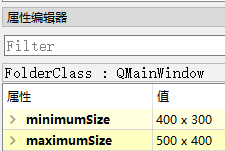 属性编辑器
Filter
FolderClass : QMainWindow
属性 值
minimumSize 400 x 300
maximumSize 500 x 400